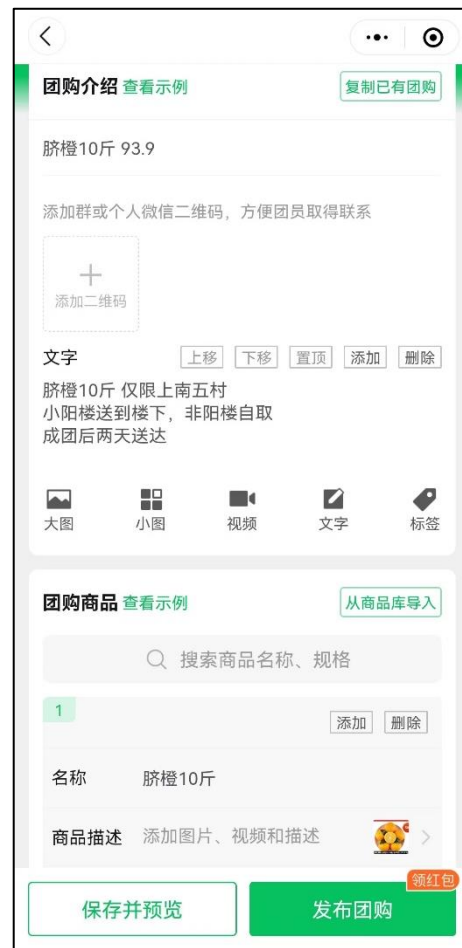 团购介绍 查看示例 复制已有团购
脐橙10斤 93.9
添加群或个人微信二维码，方便团员取得联系
添加二维码
文字 上移 下移 置顶 添加 删除
脐橙10斤 仅限上南五村
小阳楼送到楼下，非阳楼自取
成团后两天送达
大图 小图 视频 文字 标签
团购商品 查看示例 从商品库导入
搜索商品名称、规格
1 添加 删除
名称 脐橙10斤
商品描述 添加图片、视频和描述
领红包
保存并预览 发布团购